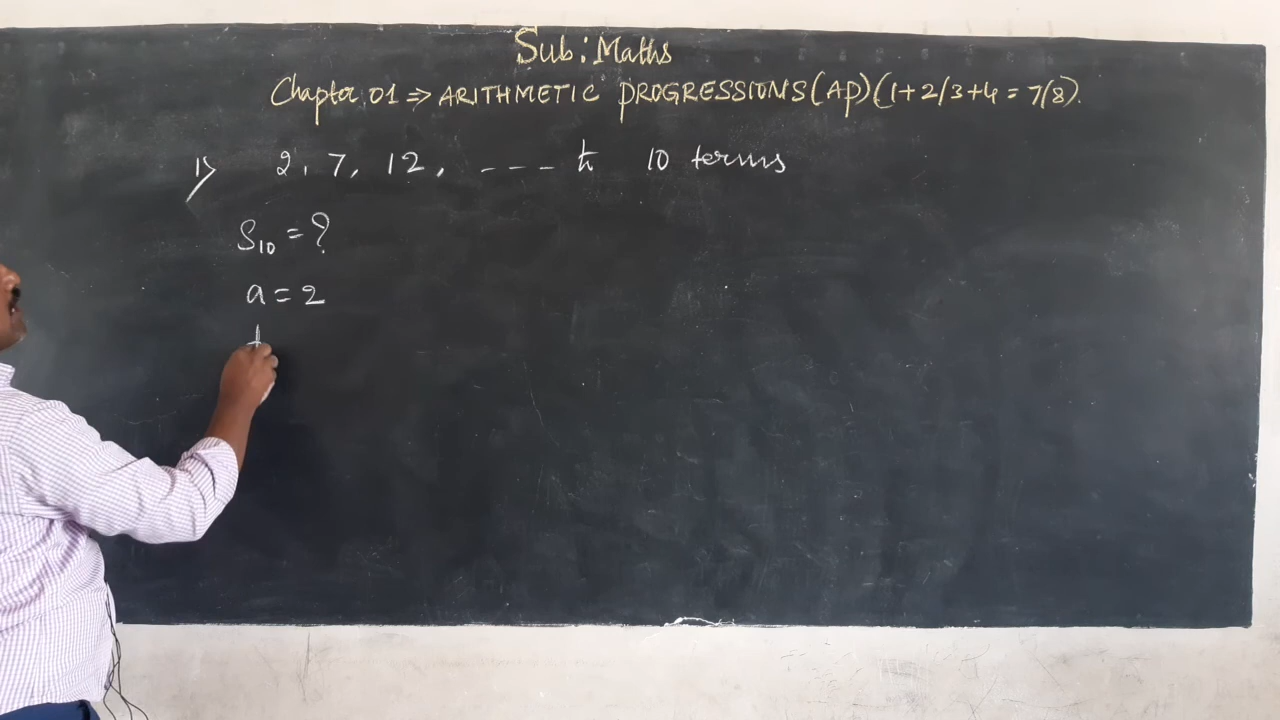 Sub: Maths
Chapter 01 ⇒ ARITHMETIC PROGRESSIONS (AP) (1+2/3+4 = 7/8).
1) 2, 7, 12, - - - to 10 terms
S₁₀ = ?
a = 2